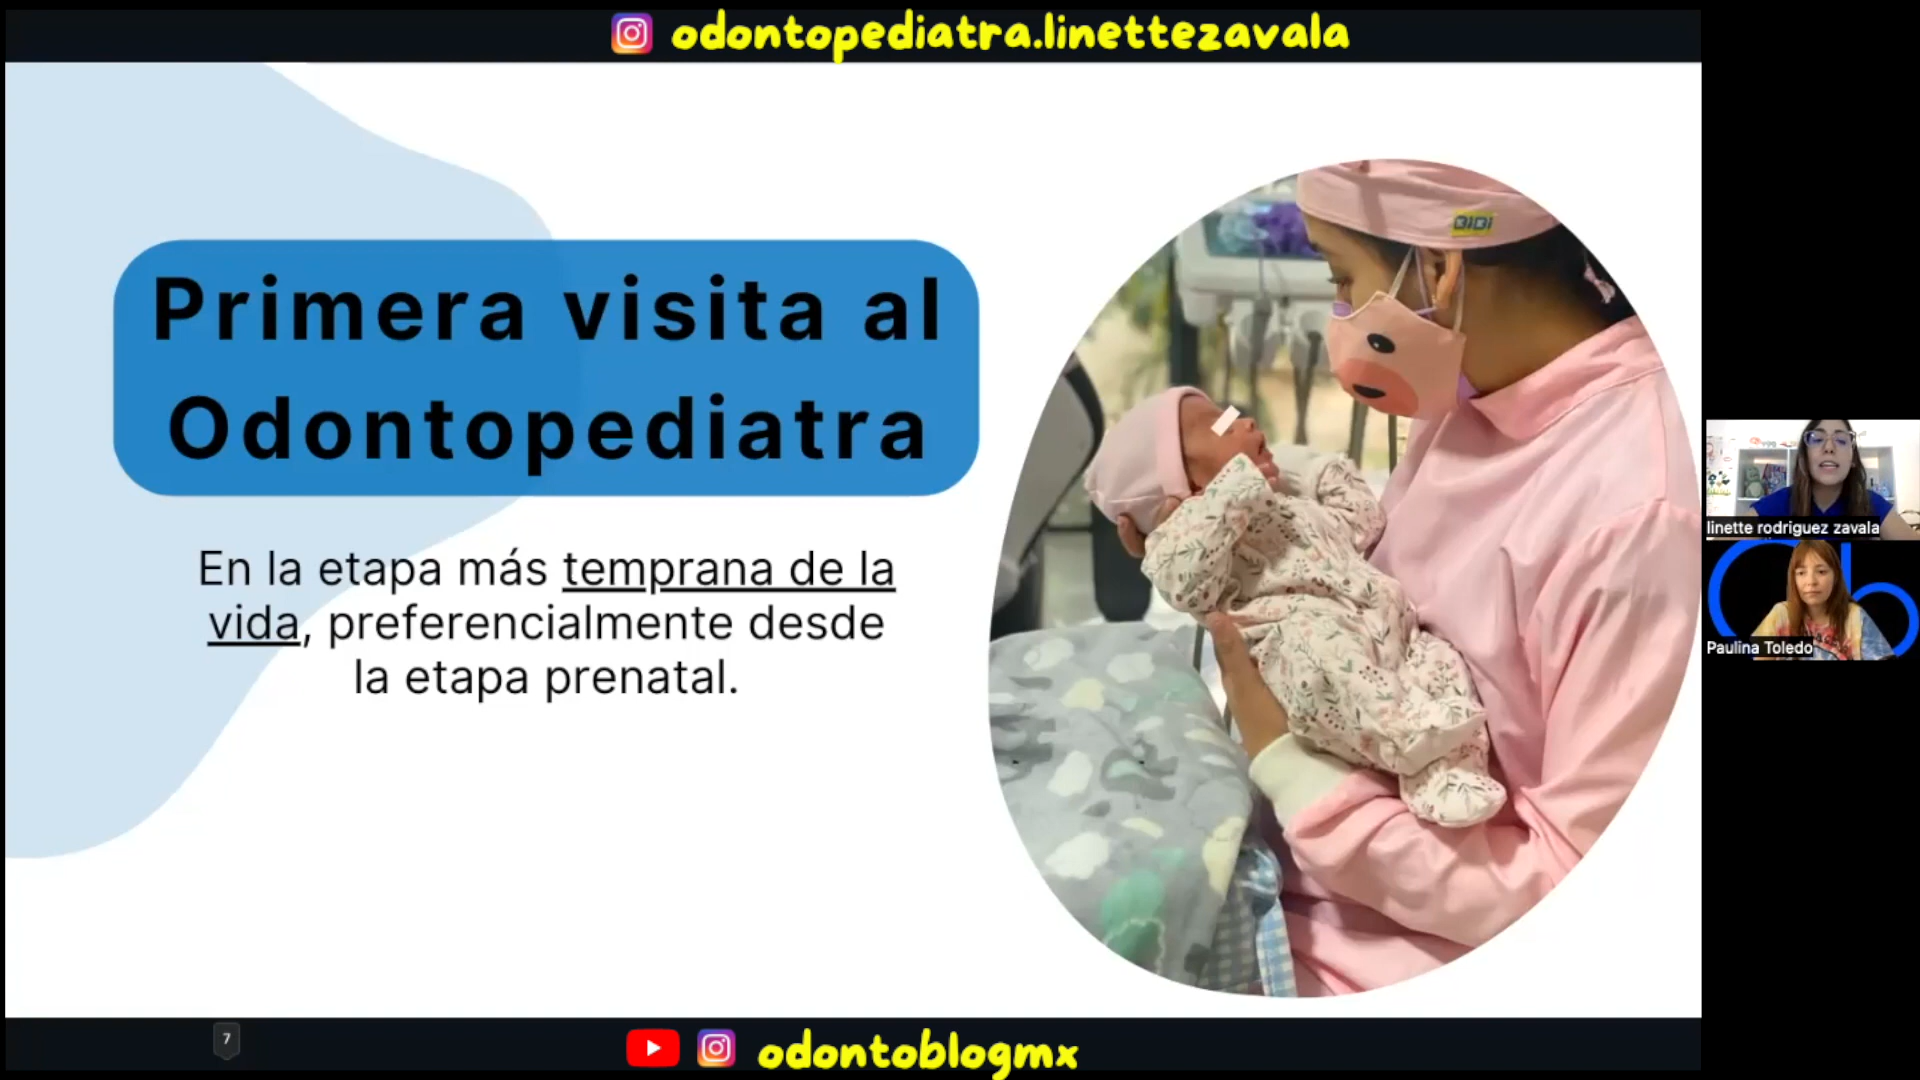 odontopediatra.linettezavala
Primera visita al
Odontopediatra
En la etapa más temprana de la
vida, preferencialmente desde
la etapa prenatal.
BIBI
linette rodriguez zavala
Paulina Toledo
7
odontoblogmx